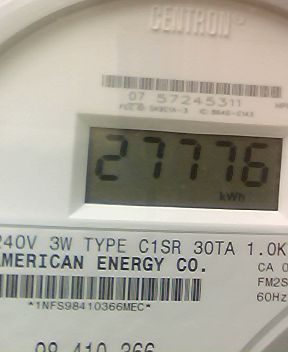 CENTRON®
07 57245311
27776
kWh
240V 3W TYPE C1SR 30TA 1.0K
AMERICAN ENERGY CO.
CA 0
FM2S
60Hz
*1NFS98410366MEC*
98 410 366